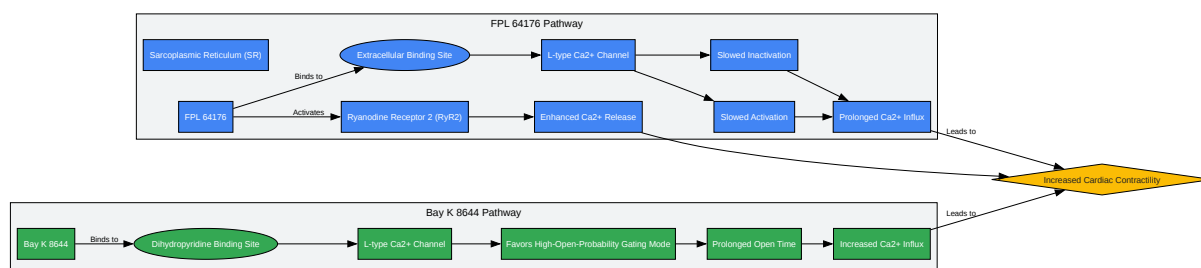 FPL 64176 Pathway
Sarcoplasmic Reticulum (SR)
Extracellular Binding Site
L-type Ca2+ Channel
Slowed Inactivation
Binds to
FPL 64176
Activates
Ryanodine Receptor 2 (RyR2)
Enhanced Ca2+ Release
Slowed Activation
Prolonged Ca2+ Influx
Leads to
Increased Cardiac Contractility
Bay K 8644 Pathway
Leads to
Bay K 8644
Binds to
Dihydropyridine Binding Site
L-type Ca2+ Channel
Favors High-Open-Probability Gating Mode
Prolonged Open Time
Increased Ca2+ Influx